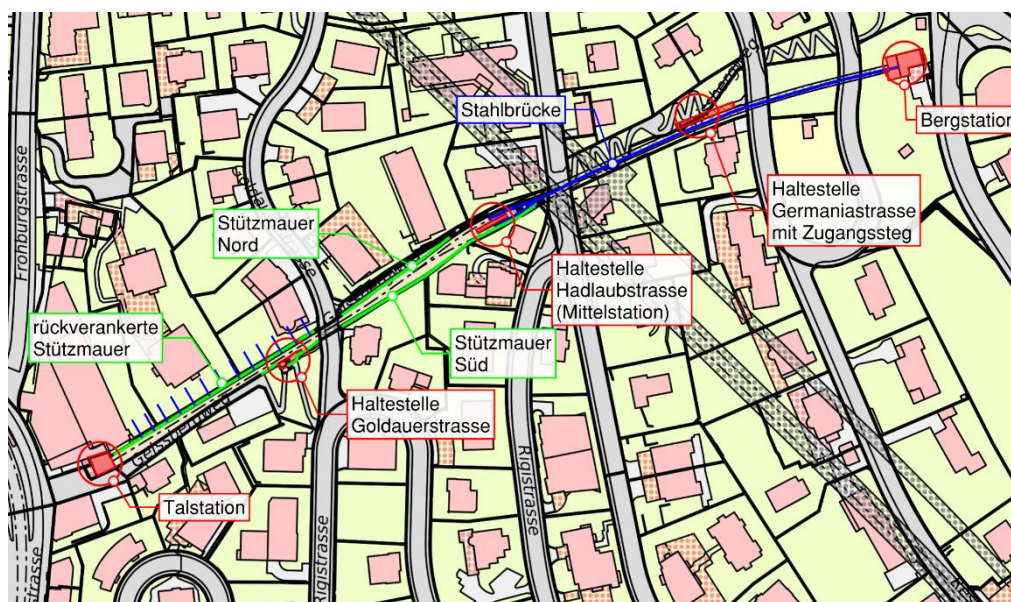 Stahlbrücke
Bergstation
Stützmauer
Nord
Haltestelle
Germaniastrasse
mit Zugangssteg
Haltestelle
Hadlaubstrasse
(Mittelstation)
rückverankerte
Stützmauer
Stützmauer
Süd
Haltestelle
Goldauerstrasse
Talstation
Frohburgstrasse
Rigistrasse
Rigistrasse